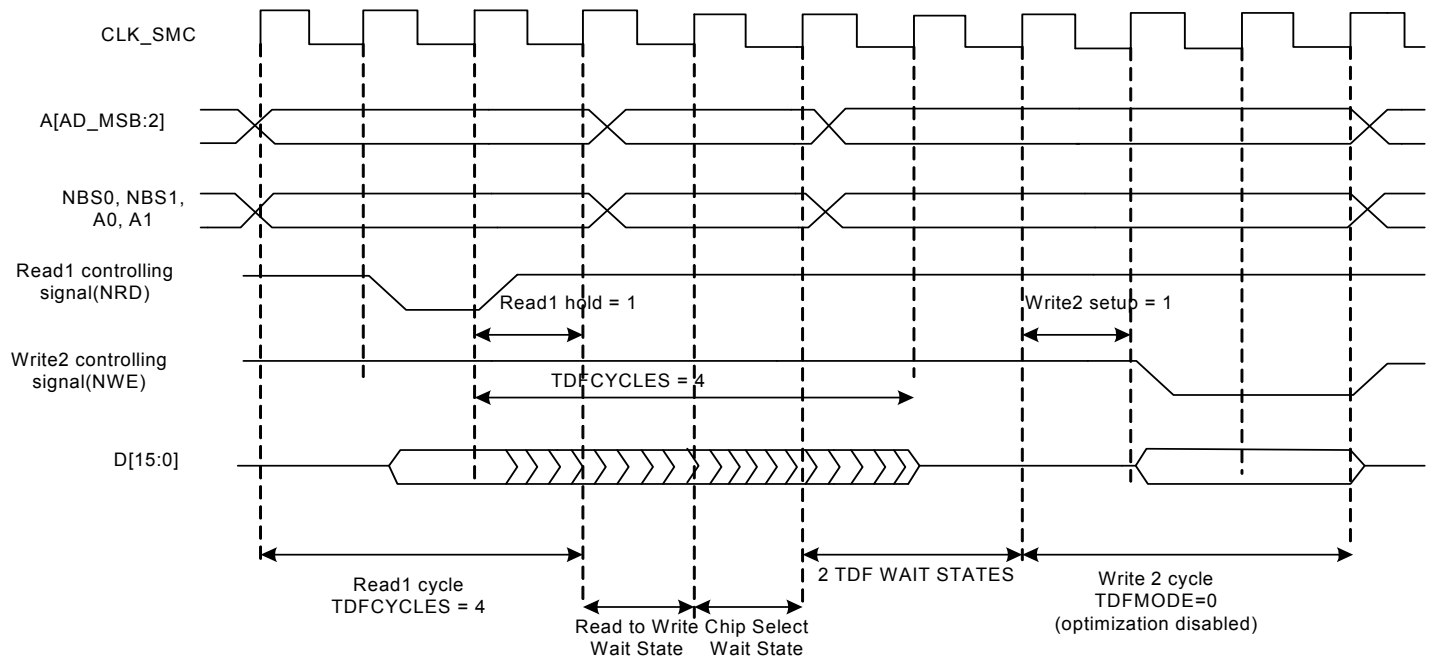 CLK_SMC
A[AD_MSB:2]
NBS0, NBS1,
A0, A1
Read1 controlling
signal(NRD)
Read1 hold = 1
Write2 setup = 1
Write2 controlling
signal(NWE)
TDFCYCLES = 4
D[15:0]
Read1 cycle
TDFCYCLES = 4
2 TDF WAIT STATES
Write 2 cycle
TDFMODE=0
(optimization disabled)
Read to Write
Wait State
Chip Select
Wait State